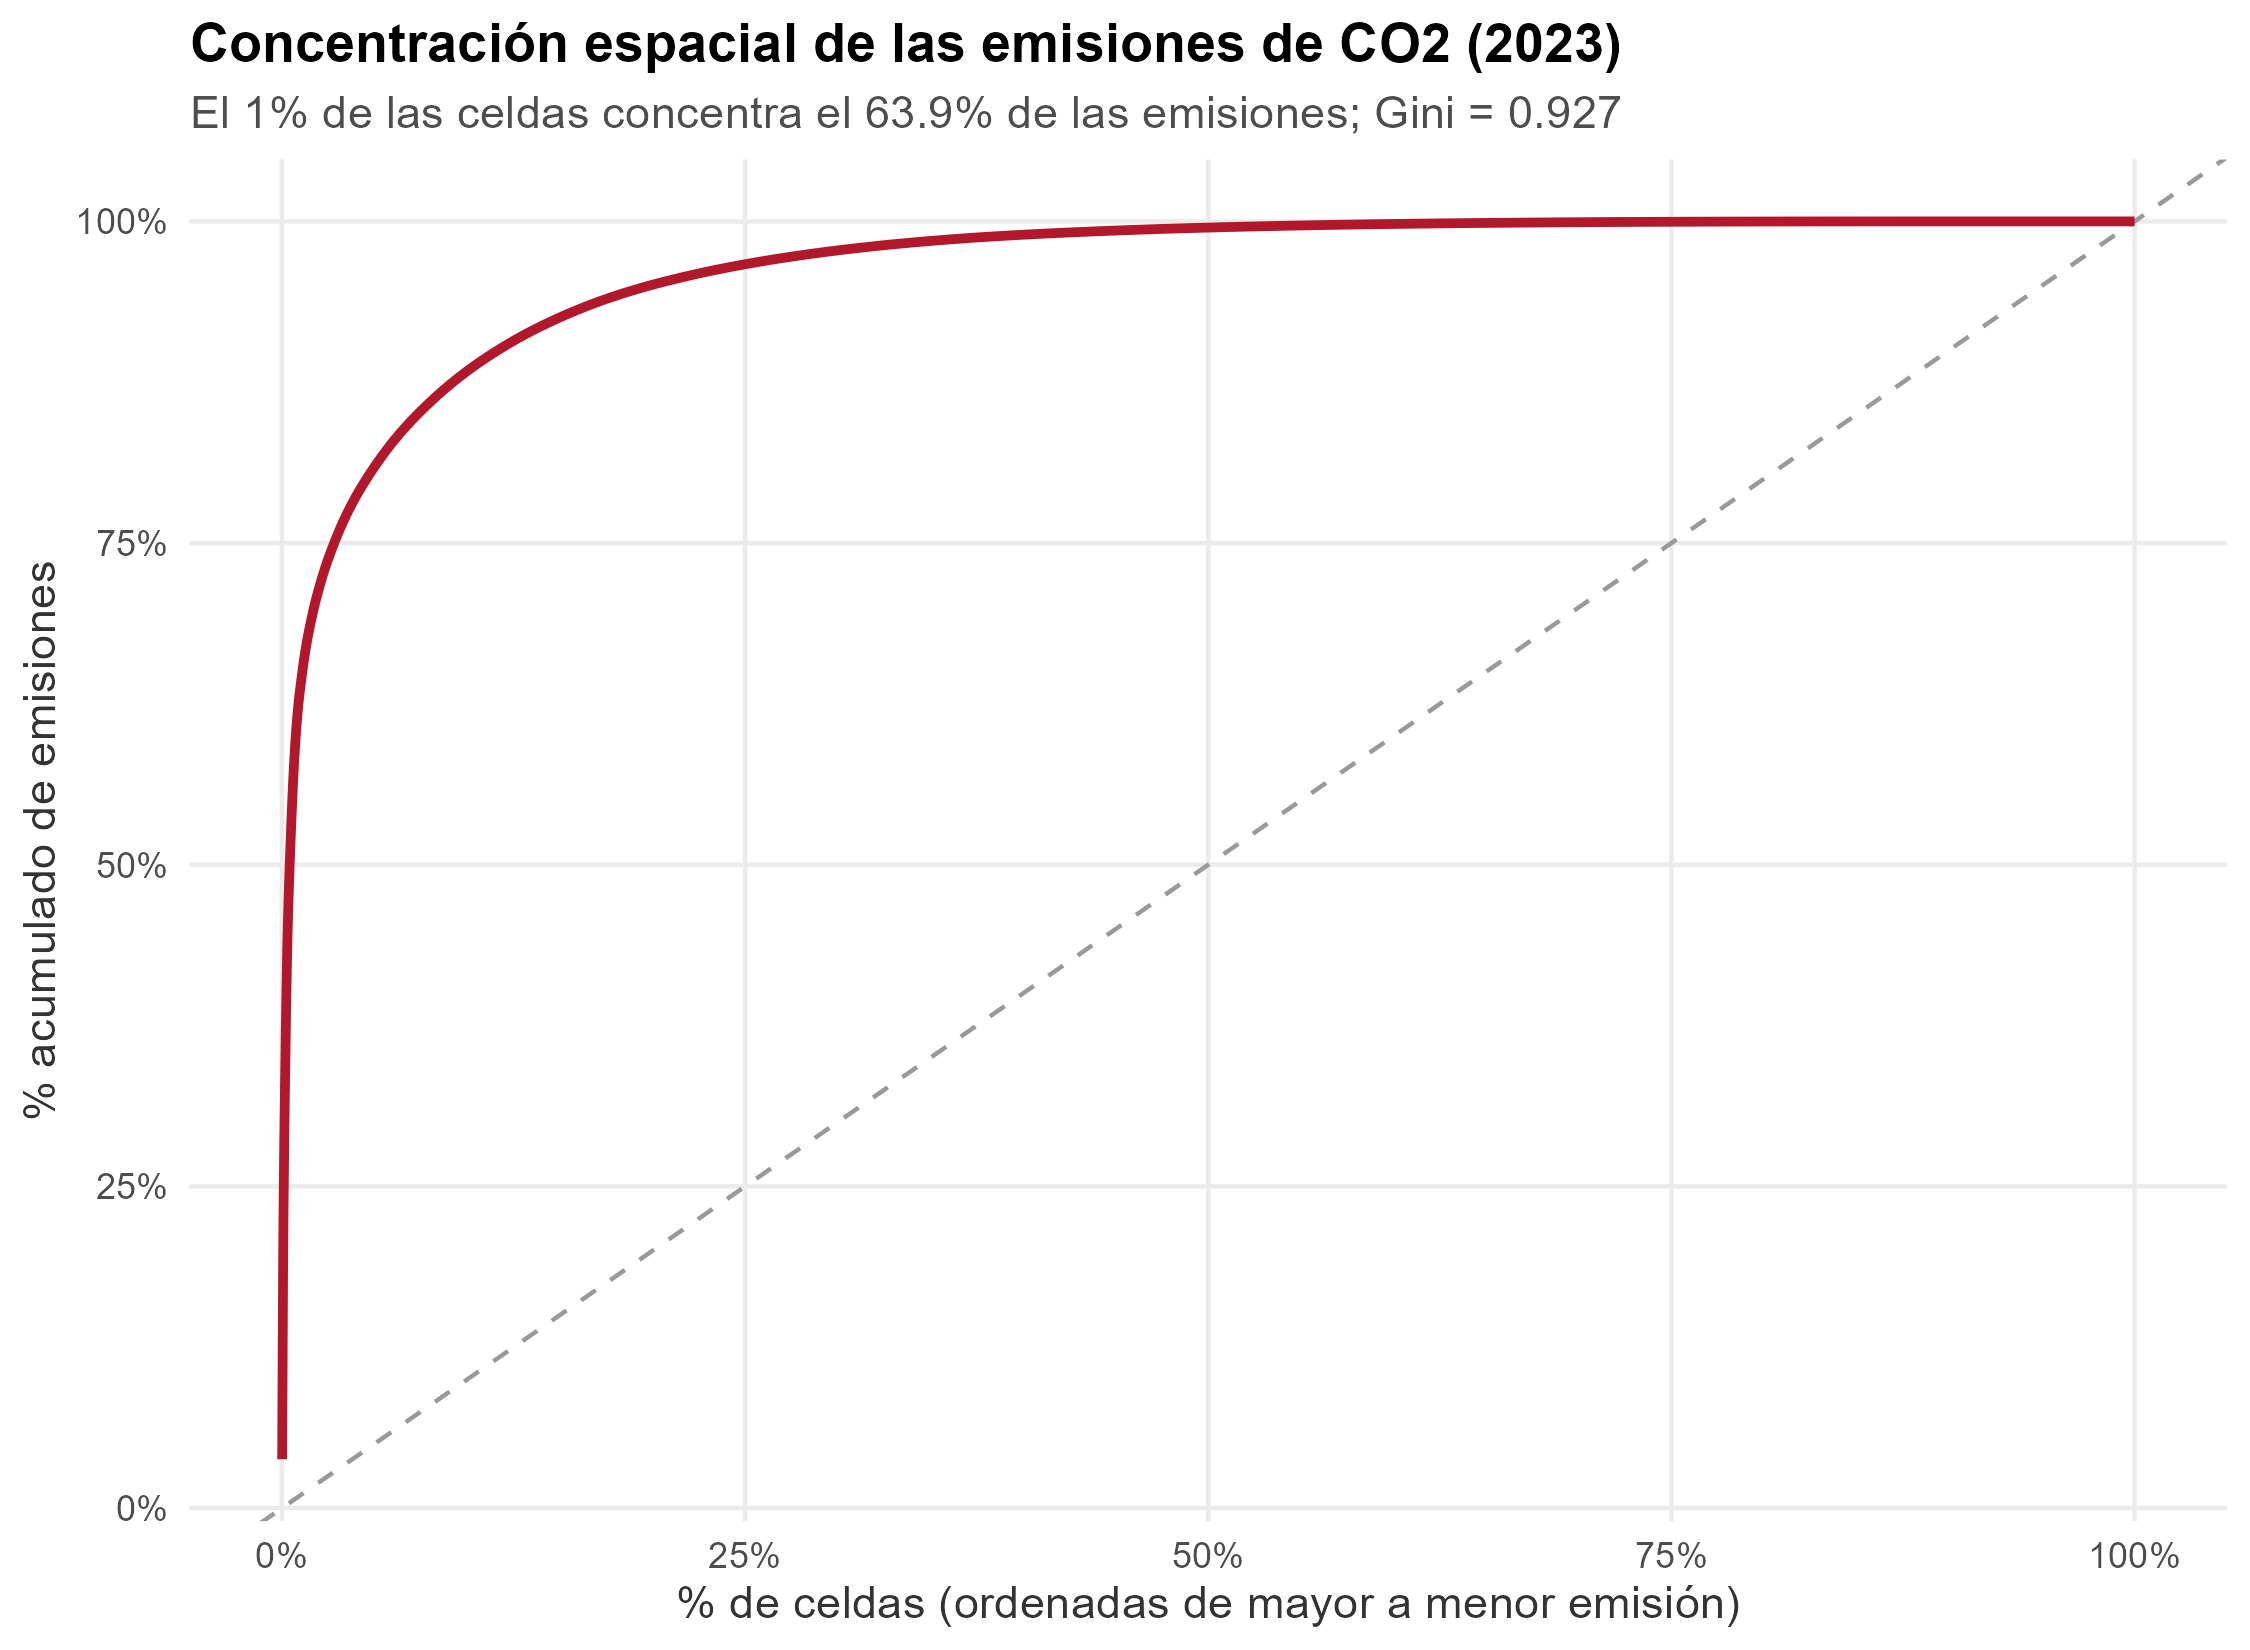 Concentración espacial de las emisiones de CO2 (2023)
El 1% de las celdas concentra el 63.9% de las emisiones; Gini = 0.927
% acumulado de emisiones
100%
75%
50%
25%
0%
0%
25%
50%
75%
100%
% de celdas (ordenadas de mayor a menor emisión)